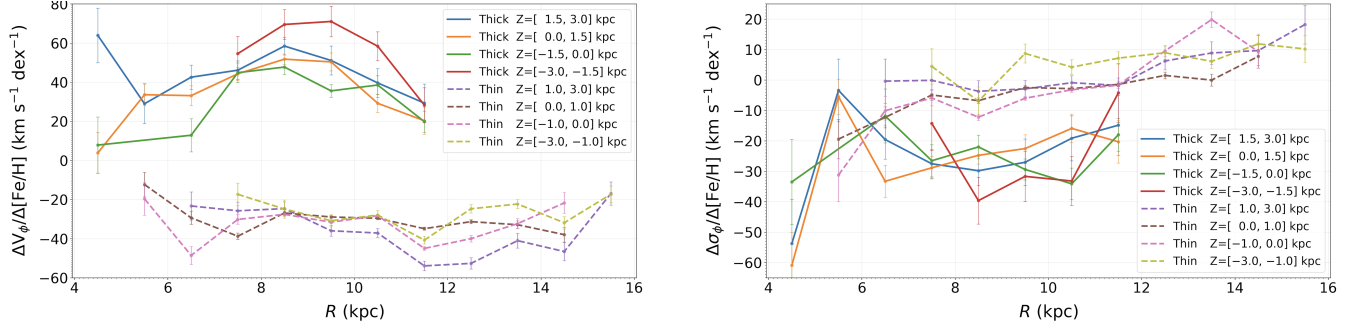 80
60
40
20
0
−20
−40
−60
ΔV_ϕ/Δ[Fe/H] (km s⁻¹ dex⁻¹)
Thick Z=[ 1.5, 3.0] kpc
Thick Z=[ 0.0, 1.5] kpc
Thick Z=[−1.5, 0.0] kpc
Thick Z=[−3.0, −1.5] kpc
Thin Z=[ 1.0, 3.0] kpc
Thin Z=[ 0.0, 1.0] kpc
Thin Z=[−1.0, 0.0] kpc
Thin Z=[−3.0, −1.0] kpc
4 6 8 10 12 14 16
R (kpc)
20
10
0
−10
−20
−30
−40
−50
−60
Δσ_ϕ/Δ[Fe/H] (km s⁻¹ dex⁻¹)
Thick Z=[ 1.5, 3.0] kpc
Thick Z=[ 0.0, 1.5] kpc
Thick Z=[−1.5, 0.0] kpc
Thick Z=[−3.0, −1.5] kpc
Thin Z=[ 1.0, 3.0] kpc
Thin Z=[ 0.0, 1.0] kpc
Thin Z=[−1.0, 0.0] kpc
Thin Z=[−3.0, −1.0] kpc
4 6 8 10 12 14 16
R (kpc)